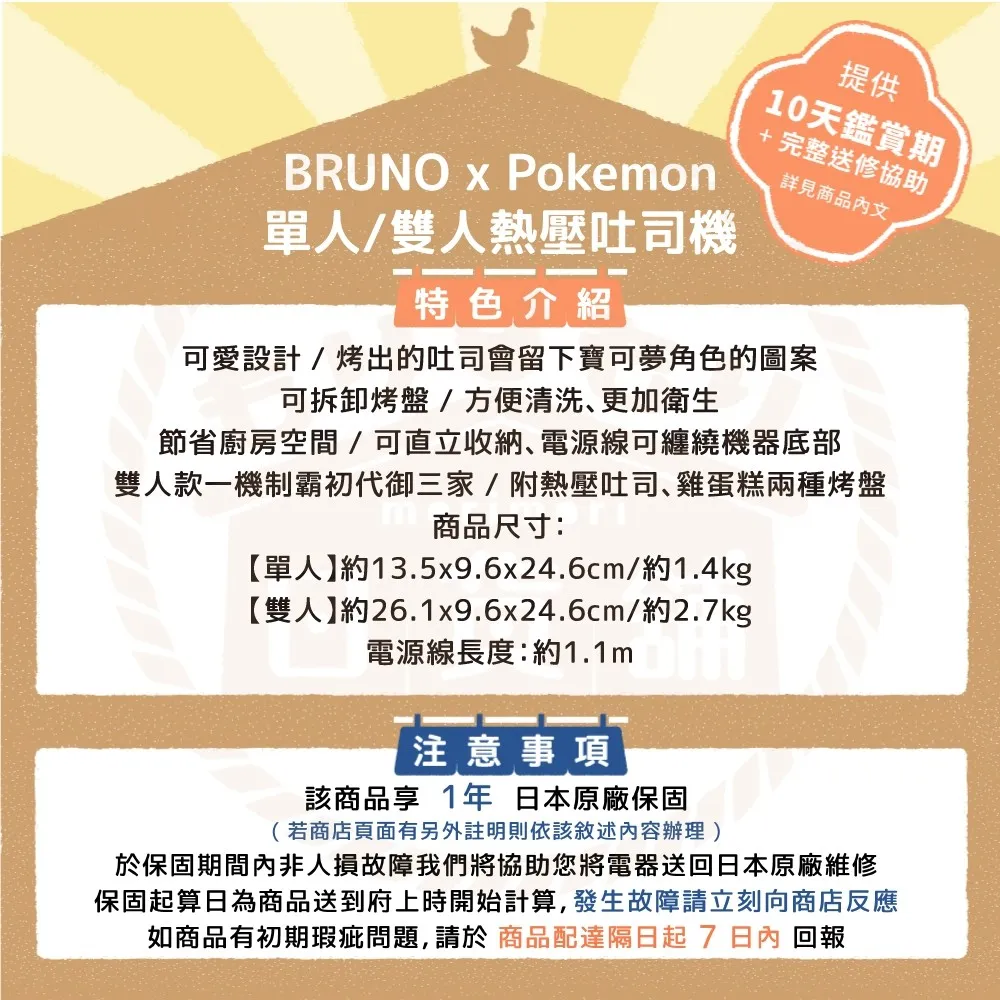 提供
10天鑑賞期
+ 完整送修協助
詳見商品內文
BRUNO x Pokemon
單人/雙人熱壓吐司機
特色介紹
可愛設計 / 烤出的吐司會留下寶可夢角色的圖案
可拆卸烤盤 / 方便清洗、更加衛生
節省廚房空間 / 可直立收納、電源線可纏繞機器底部
雙人款一機制霸初代御三家 / 附熱壓吐司、雞蛋糕兩種烤盤
商品尺寸：
【單人】約13.5x9.6x24.6cm/約1.4kg
【雙人】約26.1x9.6x24.6cm/約2.7kg
電源線長度：約1.1m
注意事項
該商品享 1年 日本原廠保固
( 若商店頁面有另外註明則依該敘述內容辦理 )
於保固期間內非人損故障我們將協助您將電器送回日本原廠維修
保固起算日為商品送到府上時開始計算, 發生故障請立刻向商店反應
如商品有初期瑕疵問題, 請於 商品配達隔日起 7 日內 回報